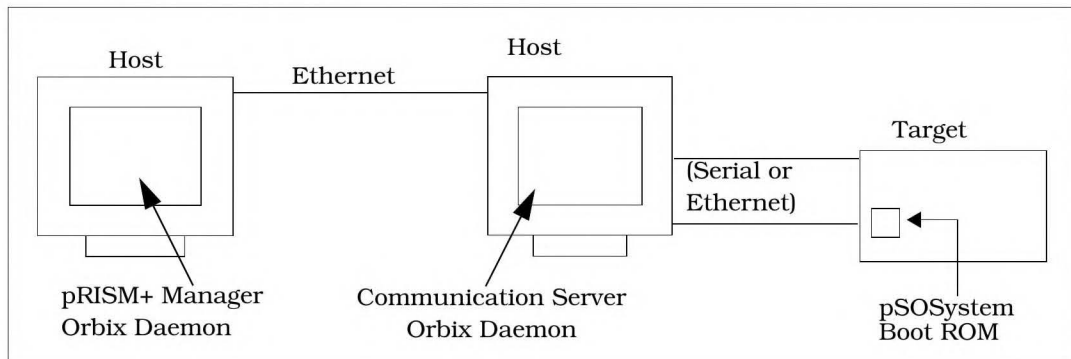 Host
Ethernet
Host
Target
(Serial or
Ethernet)
pRISM+ Manager
Orbix Daemon
Communication Server
Orbix Daemon
pSOSystem
Boot ROM